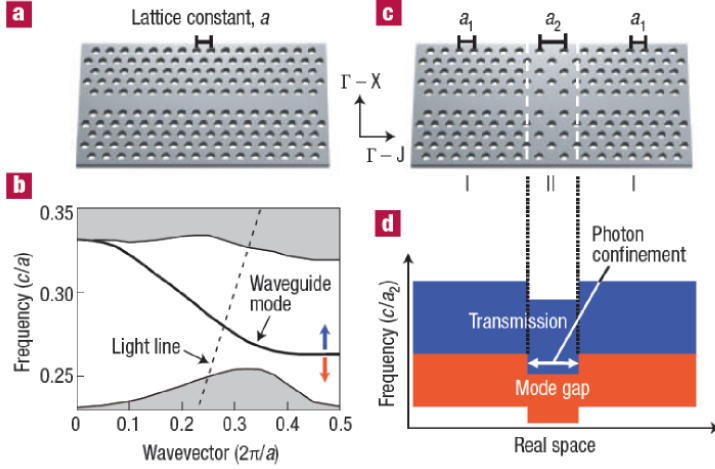 a
Lattice constant, a
Γ – X
Γ – J
b
0.35
0.30
0.25
Frequency (c/a)
Waveguide
mode
Light line
0 0.1 0.2 0.3 0.4 0.5
Wavevector (2π/a)
c
a₁ a₂ a₁
I II I
d
Photon
confinement
Transmission
Mode gap
Frequency (c/a₂)
Real space